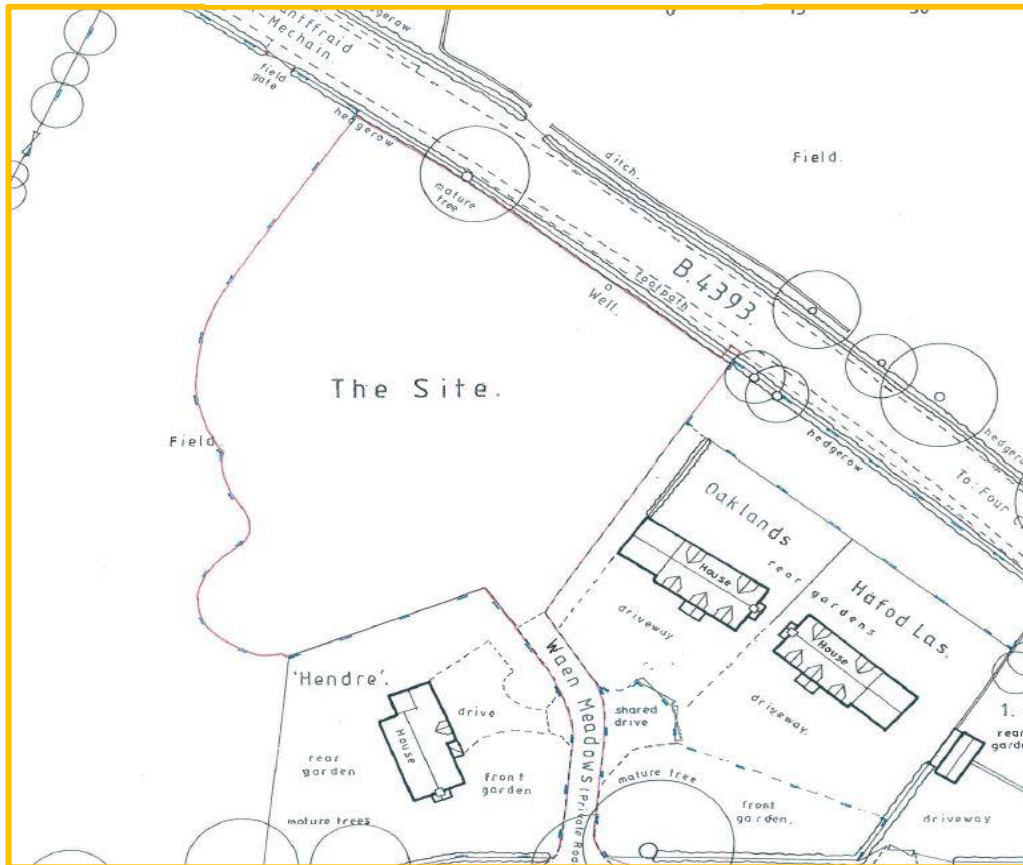 hedgerow
Mechain
field
gate
hedgerow
ditch.
Field.
mature
tree
B.4393.
footpath
Well.
The Site.
Field.
hedgerow
To: Four
Oaklands
rear
gardens
House
driveway
Hafod Las.
House
driveway.
Waen Meadows (Private
shared
drive
'Hendre'.
drive
House
rear
garden
front
garden
mature trees
mature tree
front
garden.
1.
rear
driveway